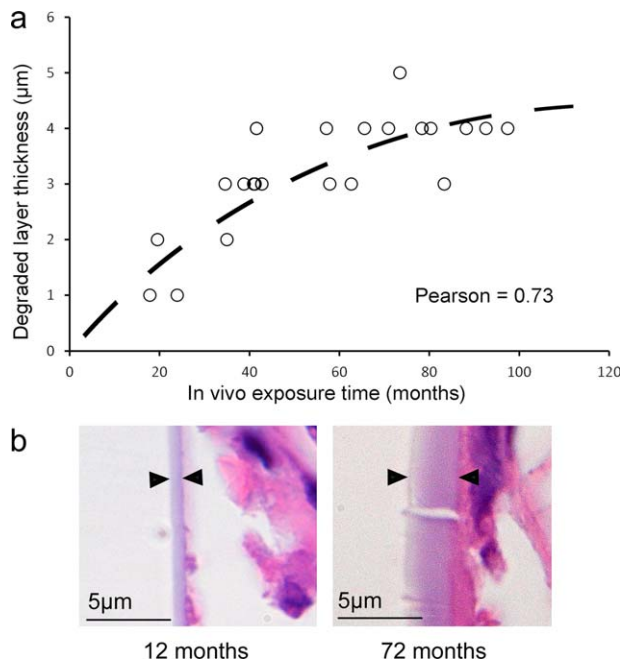 a
Degraded layer thickness (µm)
6
5
4
3
2
1
0
0 20 40 60 80 100 120
Pearson = 0.73
In vivo exposure time (months)
b
5µm 5µm
12 months 72 months